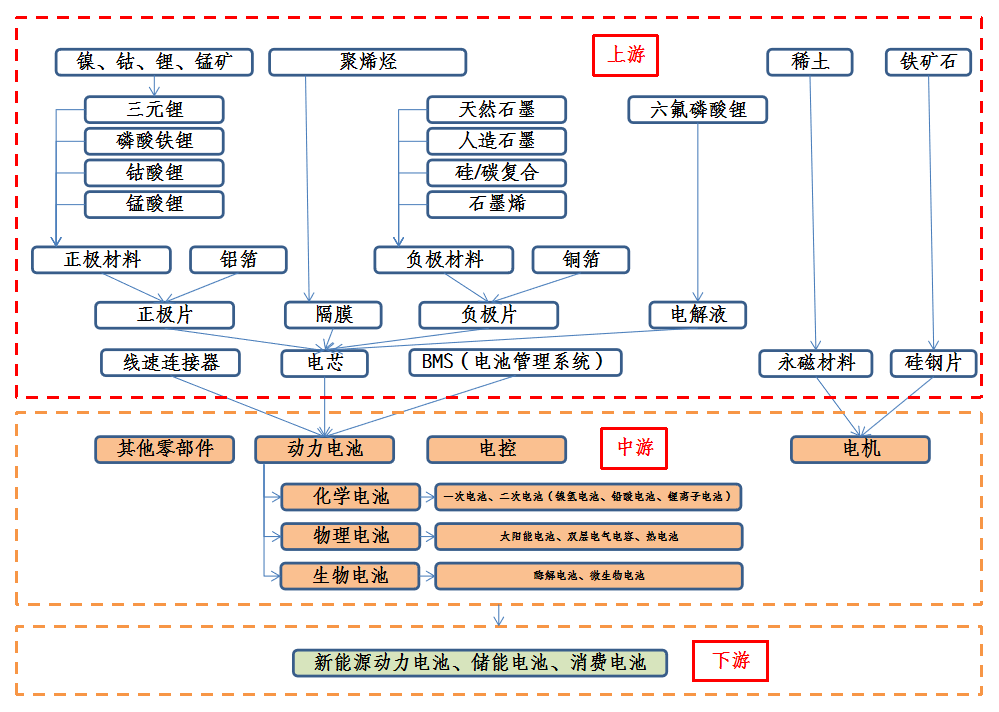 镍、钴、锂、锰矿
聚烯烃
上游
稀土
铁矿石
三元锂
天然石墨
六氟磷酸锂
磷酸铁锂
人造石墨
钴酸锂
硅/碳复合
锰酸锂
石墨烯
正极材料
铝箔
负极材料
铜箔
正极片
隔膜
负极片
电解液
线速连接器
电芯
BMS（电池管理系统）
永磁材料
硅钢片
其他零部件
动力电池
电控
中游
电机
化学电池
一次电池、二次电池（镍氢电池、铅酸电池、锂离子电池）
物理电池
太阳能电池、双层电气电容、热电池
生物电池
酶解电池、微生物电池
新能源动力电池、储能电池、消费电池
下游